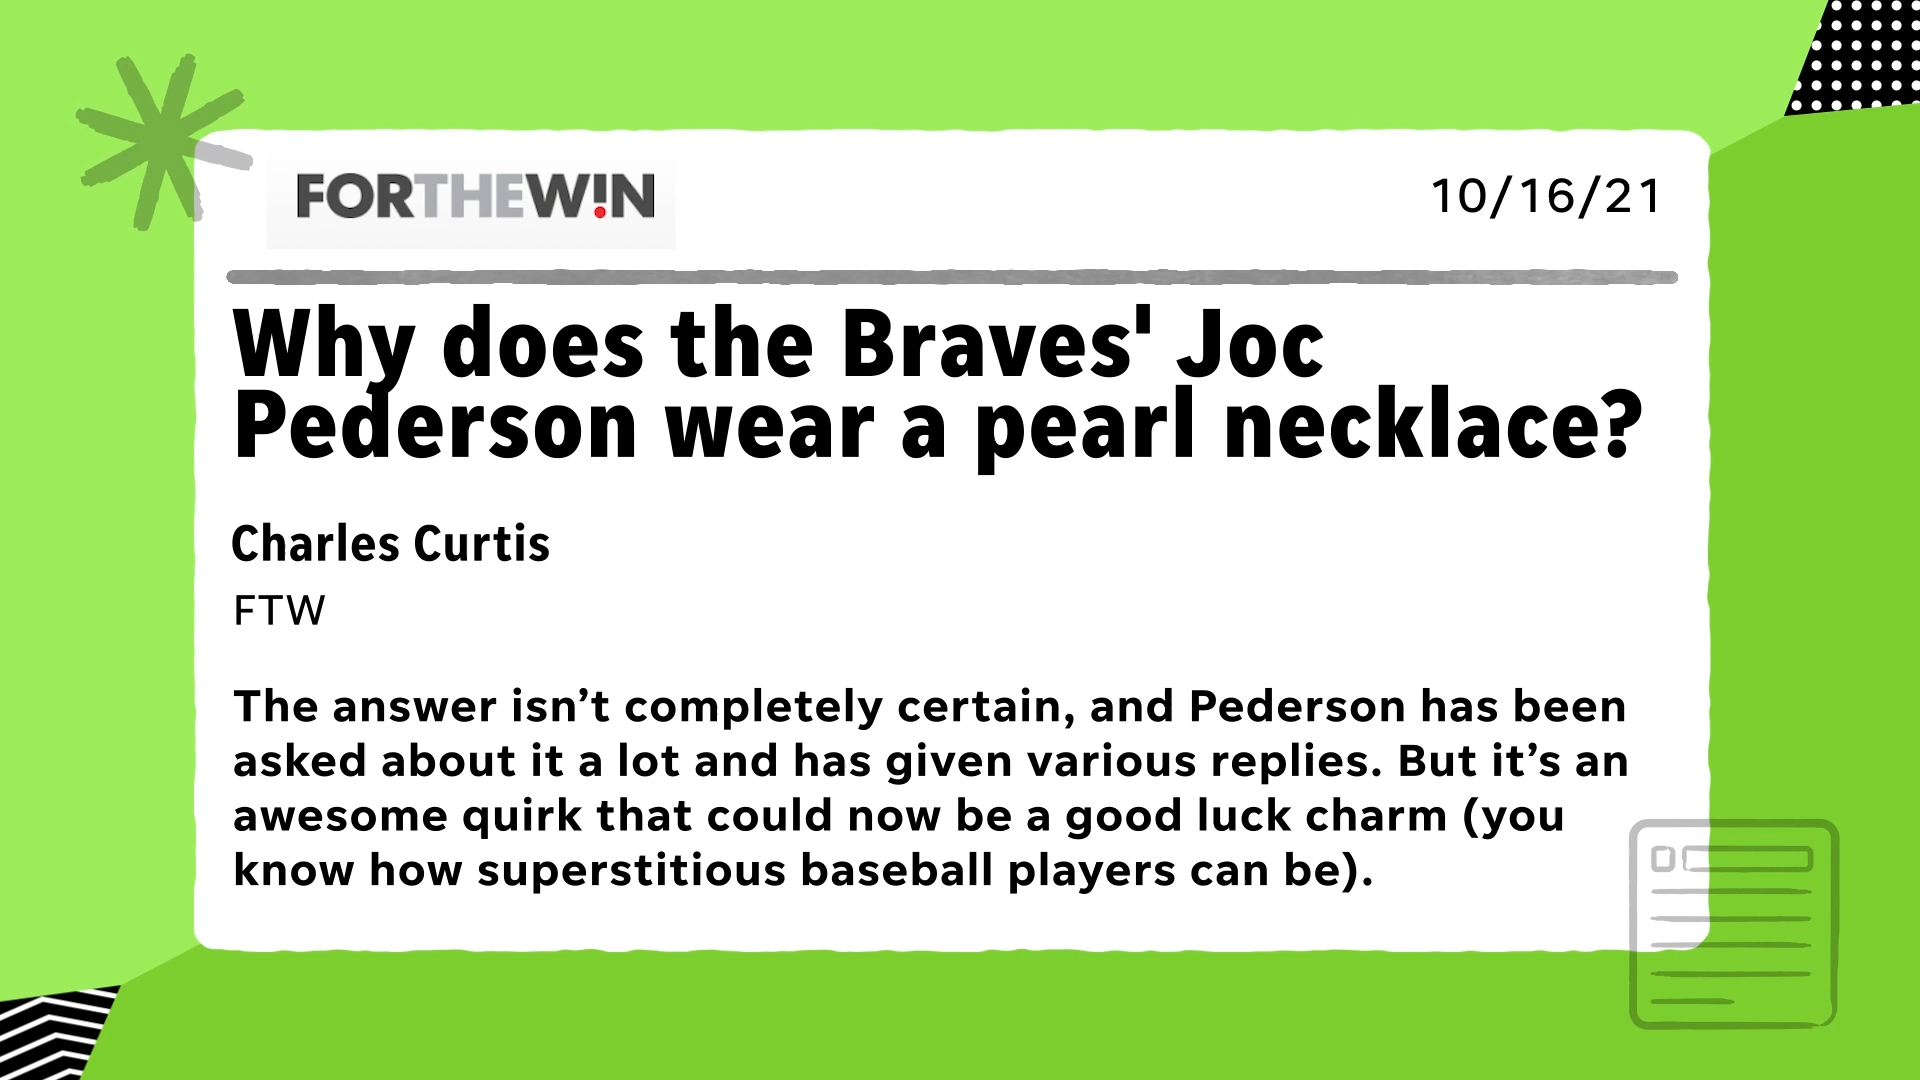 FORTHEW!N
10/16/21
Why does the Braves' Joc
Pederson wear a pearl necklace?
Charles Curtis
FTW
The answer isn’t completely certain, and Pederson has been
asked about it a lot and has given various replies. But it’s an
awesome quirk that could now be a good luck charm (you
know how superstitious baseball players can be).